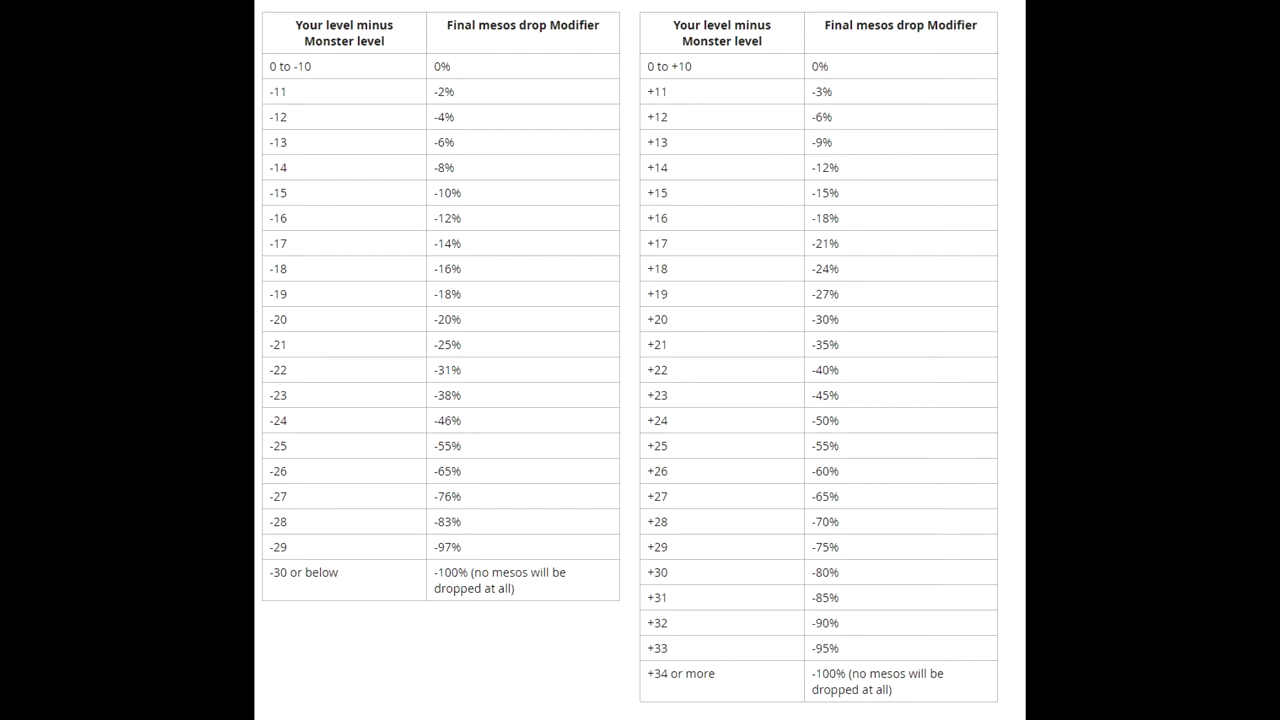 Your level minus Monster level | Final mesos drop Modifier
0 to -10 | 0%
-11 | -2%
-12 | -4%
-13 | -6%
-14 | -8%
-15 | -10%
-16 | -12%
-17 | -14%
-18 | -16%
-19 | -18%
-20 | -20%
-21 | -25%
-22 | -31%
-23 | -38%
-24 | -46%
-25 | -55%
-26 | -65%
-27 | -76%
-28 | -83%
-29 | -97%
-30 or below | -100% (no mesos will be dropped at all)
Your level minus Monster level | Final mesos drop Modifier
0 to +10 | 0%
+11 | -3%
+12 | -6%
+13 | -9%
+14 | -12%
+15 | -15%
+16 | -18%
+17 | -21%
+18 | -24%
+19 | -27%
+20 | -30%
+21 | -35%
+22 | -40%
+23 | -45%
+24 | -50%
+25 | -55%
+26 | -60%
+27 | -65%
+28 | -70%
+29 | -75%
+30 | -80%
+31 | -85%
+32 | -90%
+33 | -95%
+34 or more | -100% (no mesos will be dropped at all)